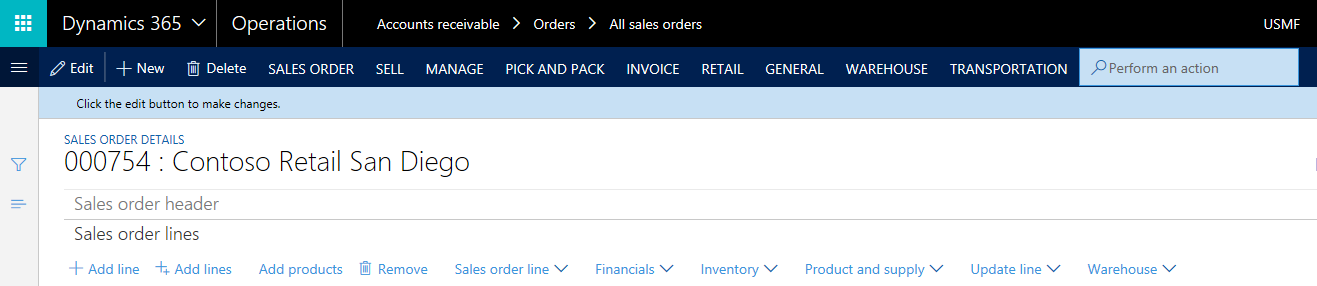 Dynamics 365 Operations Accounts receivable Orders All sales orders USMF
Edit New Delete SALES ORDER SELL MANAGE PICK AND PACK INVOICE RETAIL GENERAL WAREHOUSE TRANSPORTATION Perform an action
Click the edit button to make changes.
SALES ORDER DETAILS
000754 : Contoso Retail San Diego
Sales order header
Sales order lines
Add line Add lines Add products Remove Sales order line Financials Inventory Product and supply Update line Warehouse